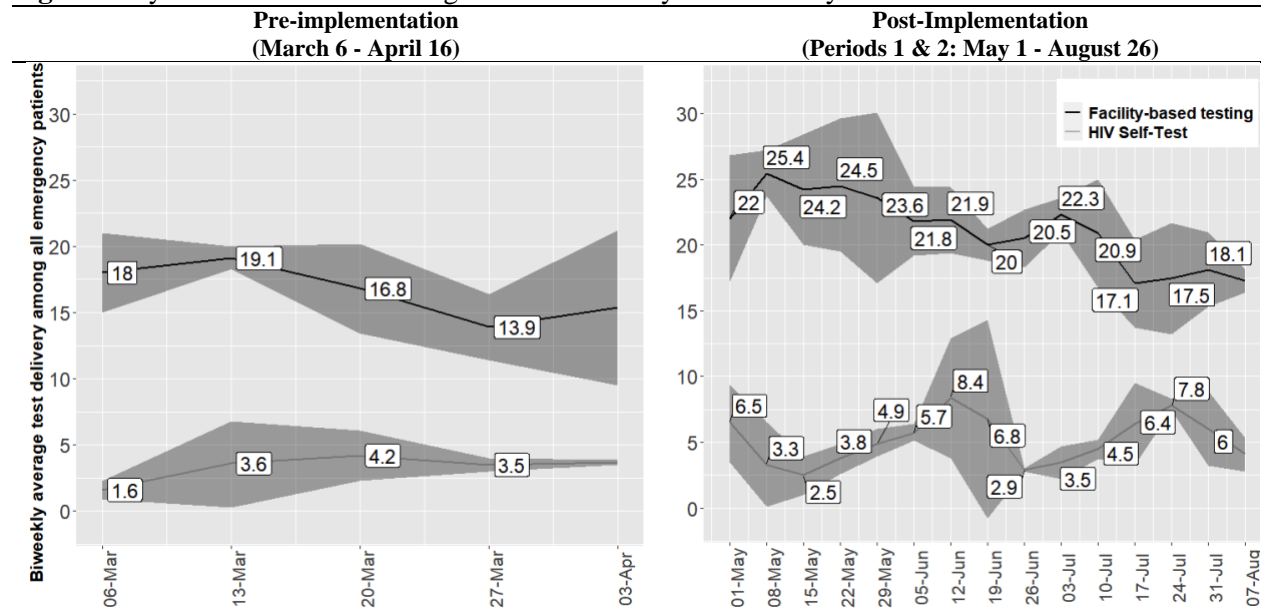 Pre-implementation
(March 6 - April 16)
Post-Implementation
(Periods 1 & 2: May 1 - August 26)
Biweekly average test delivery among all emergency patients
30
25
20
15
10
5
0
18
19.1
16.8
13.9
1.6
3.6
4.2
3.5
06-Mar
13-Mar
20-Mar
27-Mar
03-Apr
30
25
20
15
10
5
0
Facility-based testing
HIV Self-Test
22
25.4
24.2
24.5
23.6
21.8
21.9
20
20.5
22.3
20.9
17.1
17.5
18.1
6.5
3.3
2.5
3.8
4.9
5.7
8.4
6.8
2.9
3.5
4.5
6.4
7.8
6
01-May
08-May
15-May
22-May
29-May
05-Jun
12-Jun
19-Jun
26-Jun
03-Jul
10-Jul
17-Jul
24-Jul
31-Jul
07-Aug